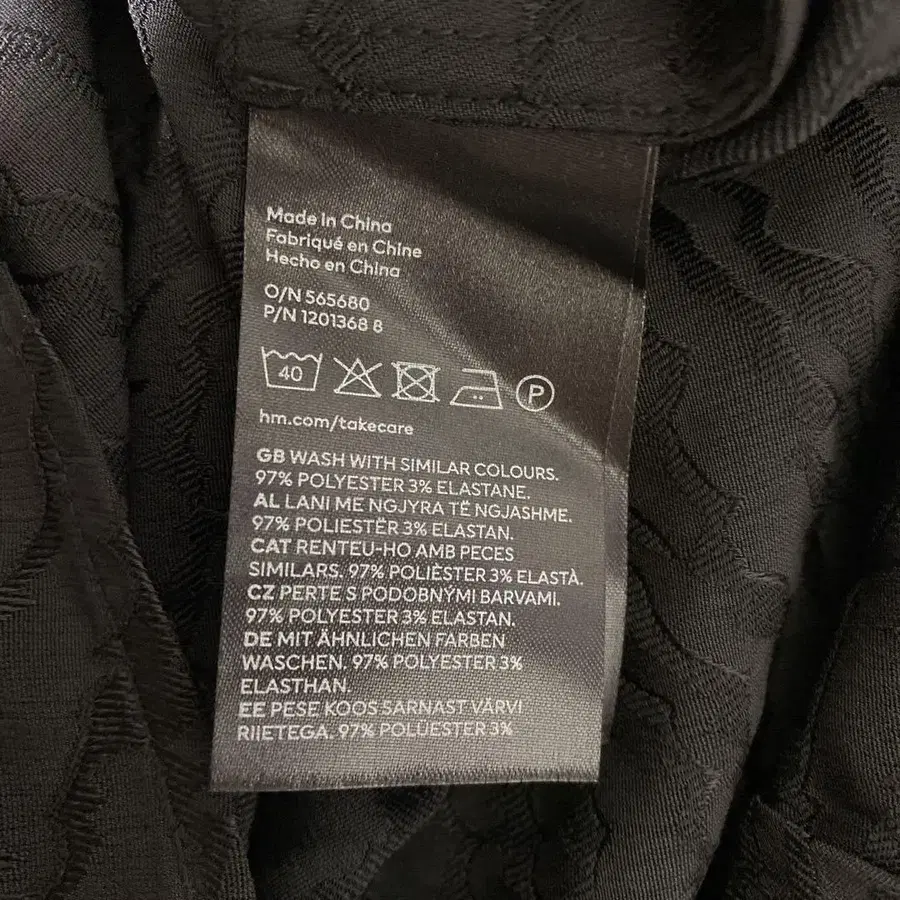 Made in China
Fabriqué en Chine
Hecho en China
O/N 565680
P/N 1201368 8
40
P
hm.com/takecare
GB WASH WITH SIMILAR COLOURS.
97% POLYESTER 3% ELASTANE.
AL LANI ME NGJYRA TË NGJASHME.
97% POLIESTËR 3% ELASTAN.
CAT RENTEU-HO AMB PECES
SIMILARS. 97% POLIÈSTER 3% ELASTÀ.
CZ PERTE S PODOBNÝMI BARVAMI.
97% POLYESTER 3% ELASTAN.
DE MIT ÄHNLICHEN FARBEN
WASCHEN. 97% POLYESTER 3%
ELASTHAN.
EE PESE KOOS SARNAST VÄRVI
RIIETEGA. 97% POLÜESTER 3%